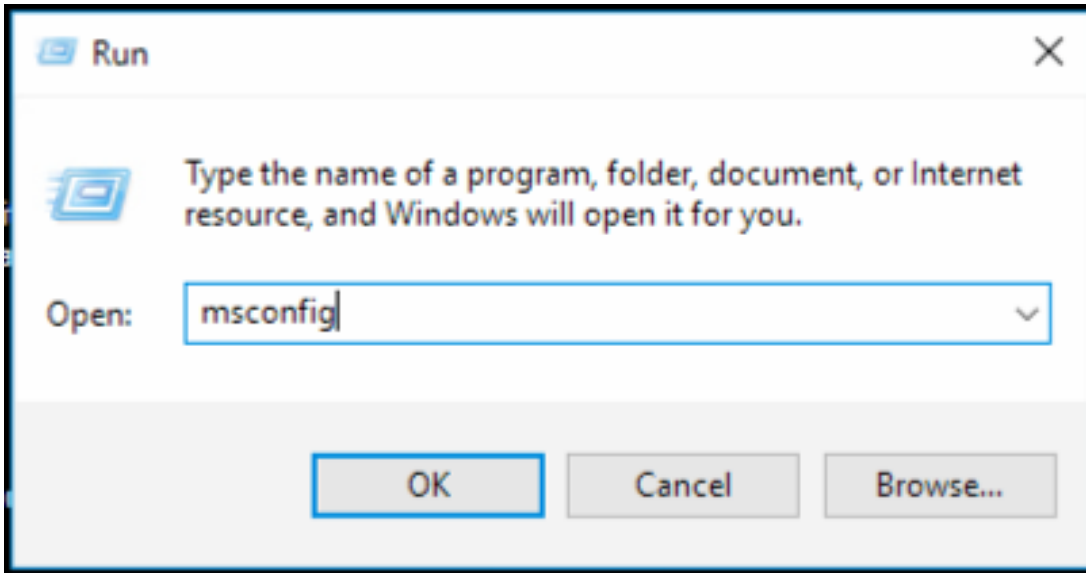 Run
Type the name of a program, folder, document, or Internet
resource, and Windows will open it for you.
Open: msconfig
OK Cancel Browse...